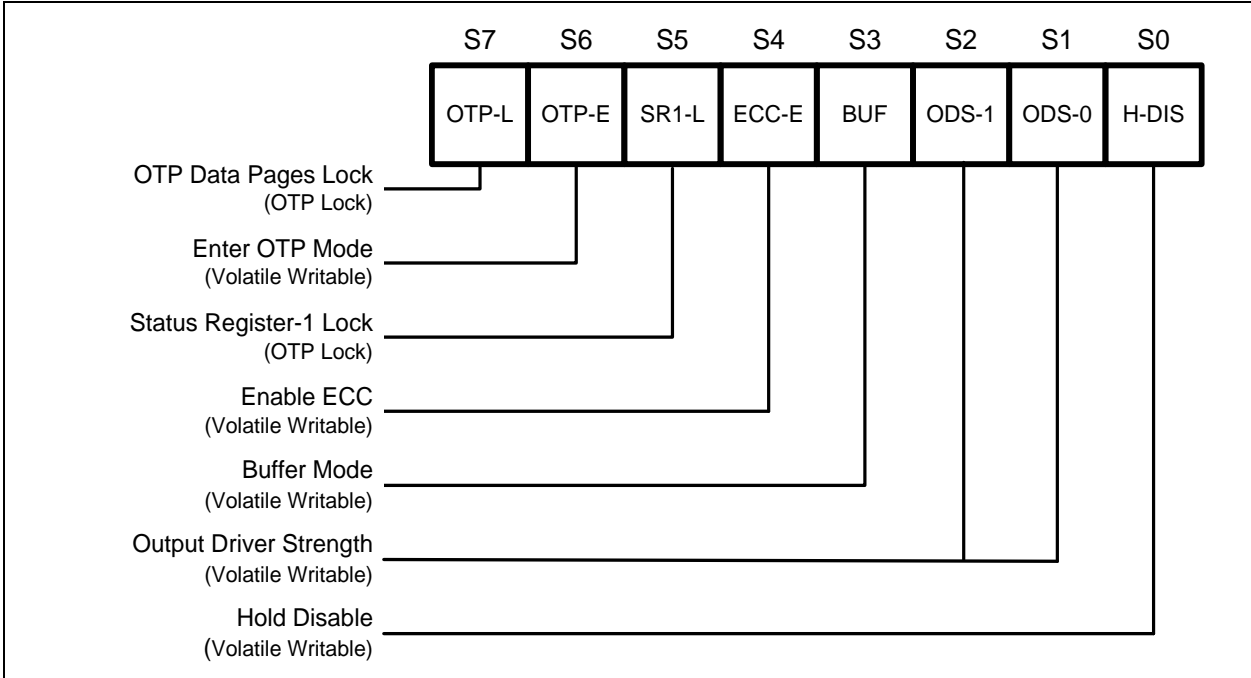 S7 S6 S5 S4 S3 S2 S1 S0
OTP-L OTP-E SR1-L ECC-E BUF ODS-1 ODS-0 H-DIS
OTP Data Pages Lock
(OTP Lock)
Enter OTP Mode
(Volatile Writable)
Status Register-1 Lock
(OTP Lock)
Enable ECC
(Volatile Writable)
Buffer Mode
(Volatile Writable)
Output Driver Strength
(Volatile Writable)
Hold Disable
(Volatile Writable)